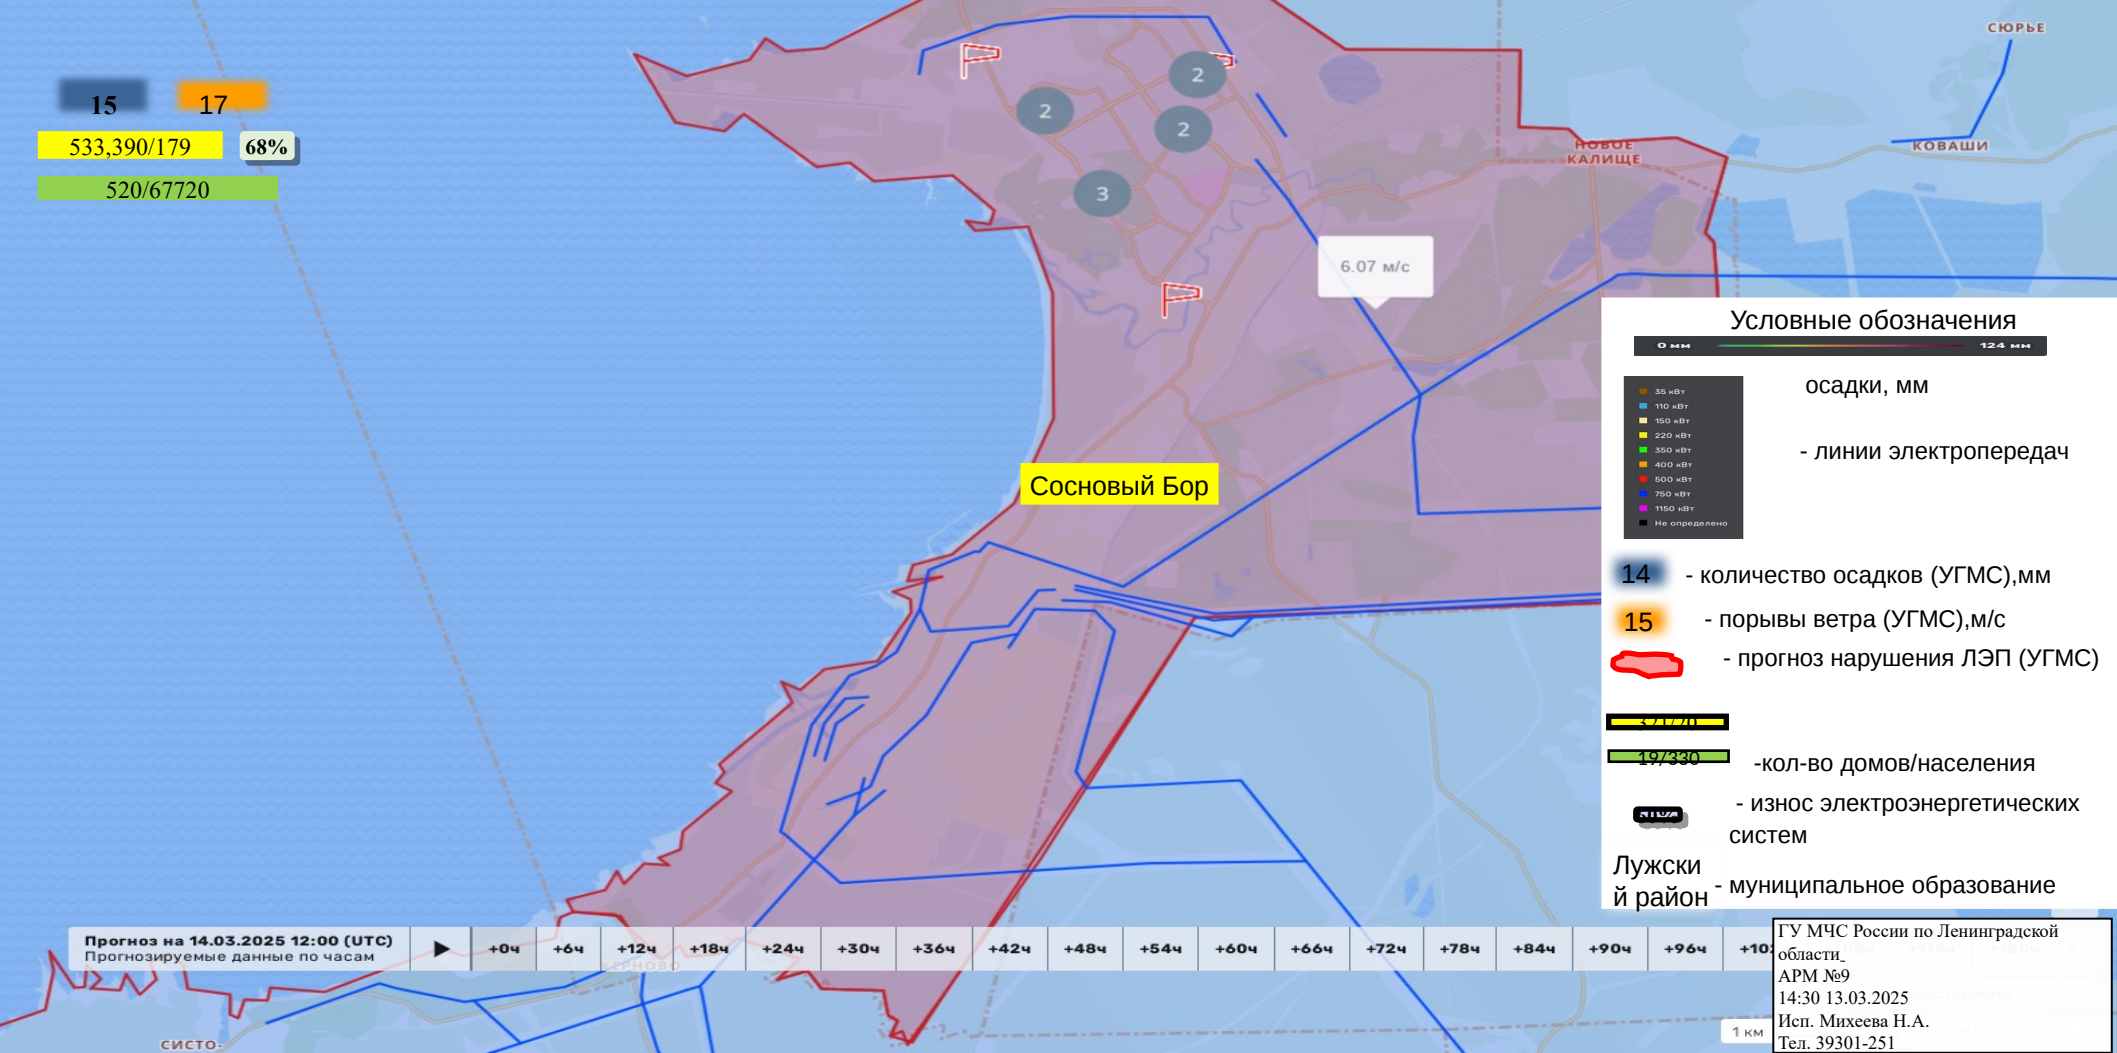 СЮРЬЕ
КОВАШИ
НОВОЕ
КАЛИЩЕ
15
17
533,390/179
68%
520/67720
2
2
2
3
6.07 м/с
Сосновый Бор
Условные обозначения
0 мм
124 мм
осадки, мм
35 кВт
110 кВт
150 кВт
220 кВт
350 кВт
400 кВт
500 кВт
750 кВт
1150 кВт
Не определено
- линии электропередач
14
- количество осадков (УГМС),мм
15
- порывы ветра (УГМС),м/с
- прогноз нарушения ЛЭП (УГМС)
321/20
19/330
-кол-во домов/населения
- износ электроэнергетических
систем
Лужски
й район
- муниципальное образование
Прогноз на 14.03.2025 12:00 (UTC)
Прогнозируемые данные по часам
+0ч
+6ч
+12ч
+18ч
+24ч
+30ч
+36ч
+42ч
+48ч
+54ч
+60ч
+66ч
+72ч
+78ч
+84ч
+90ч
+96ч
КЕРНОВО
СИСТО-
1 км
ГУ МЧС России по Ленинградской
области
АРМ №9
14:30 13.03.2025
Исп. Михеева Н.А.
Тел. 39301-251